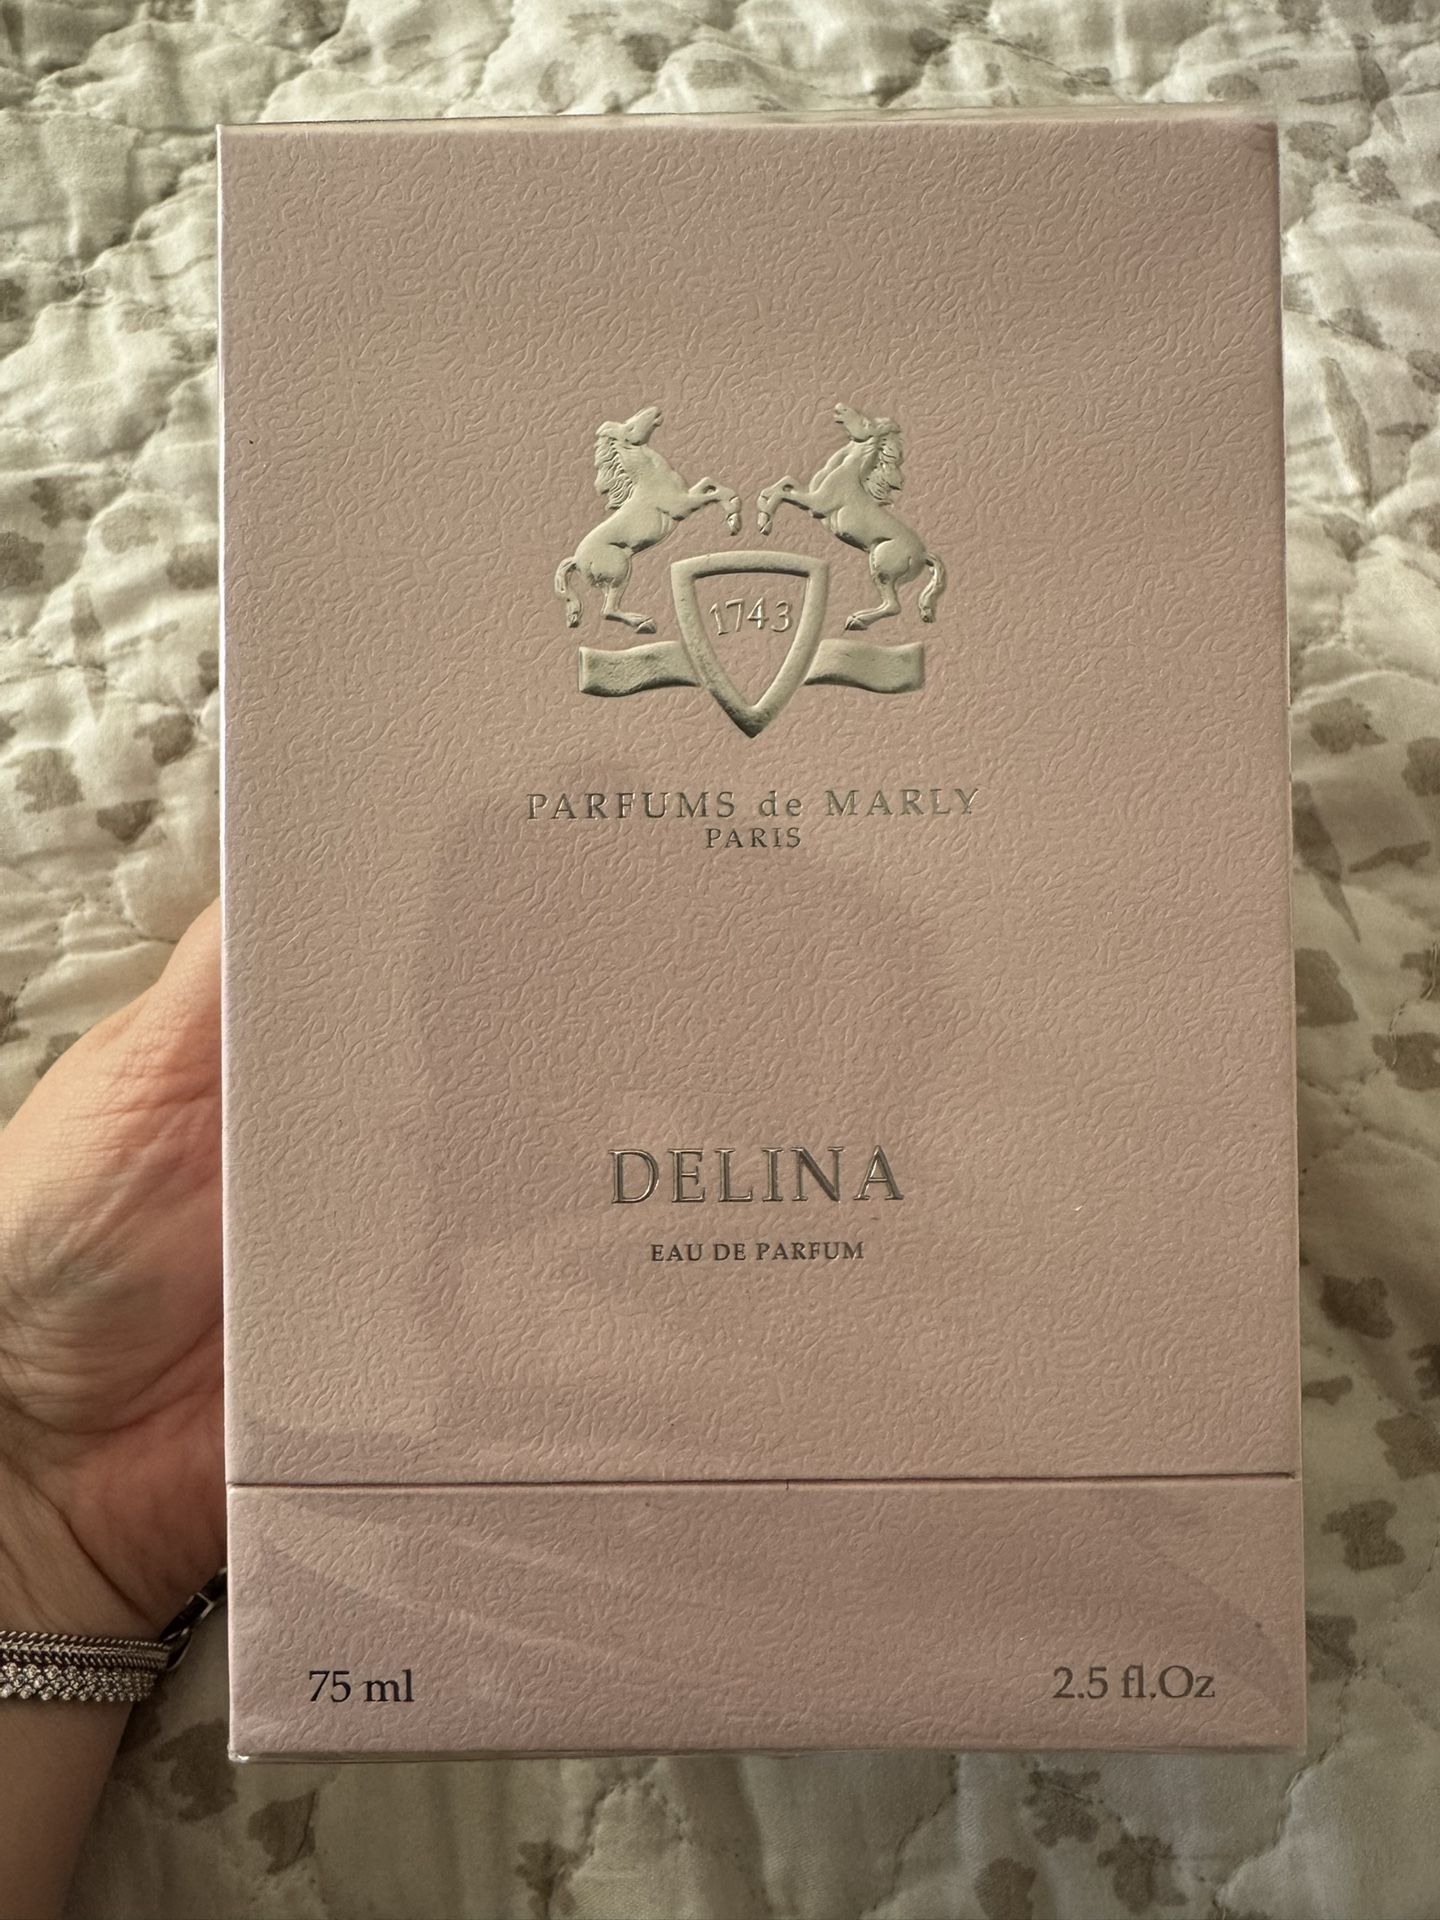 1743
PARFUMS de MARLY
PARIS
DELINA
EAU DE PARFUM
75 ml
2.5 fl.Oz